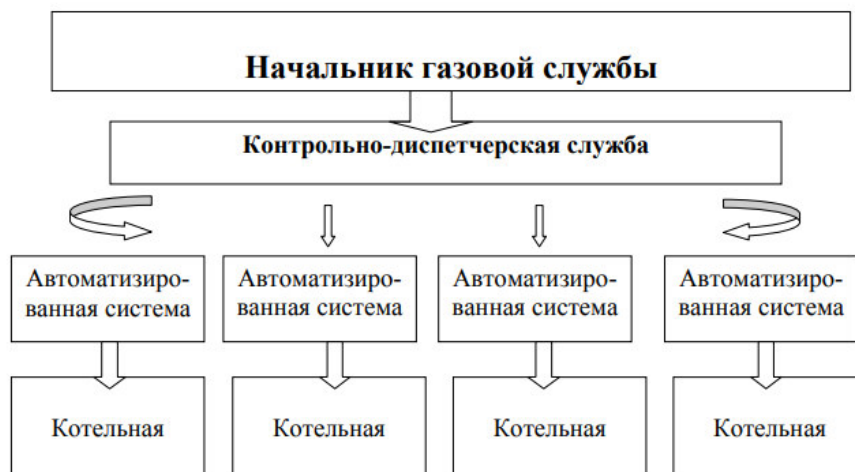 Начальник газовой службы
Контрольно-диспетчерская служба
Автоматизиро-
ванная система
Автоматизиро-
ванная система
Автоматизиро-
ванная система
Автоматизиро-
ванная система
Котельная
Котельная
Котельная
Котельная